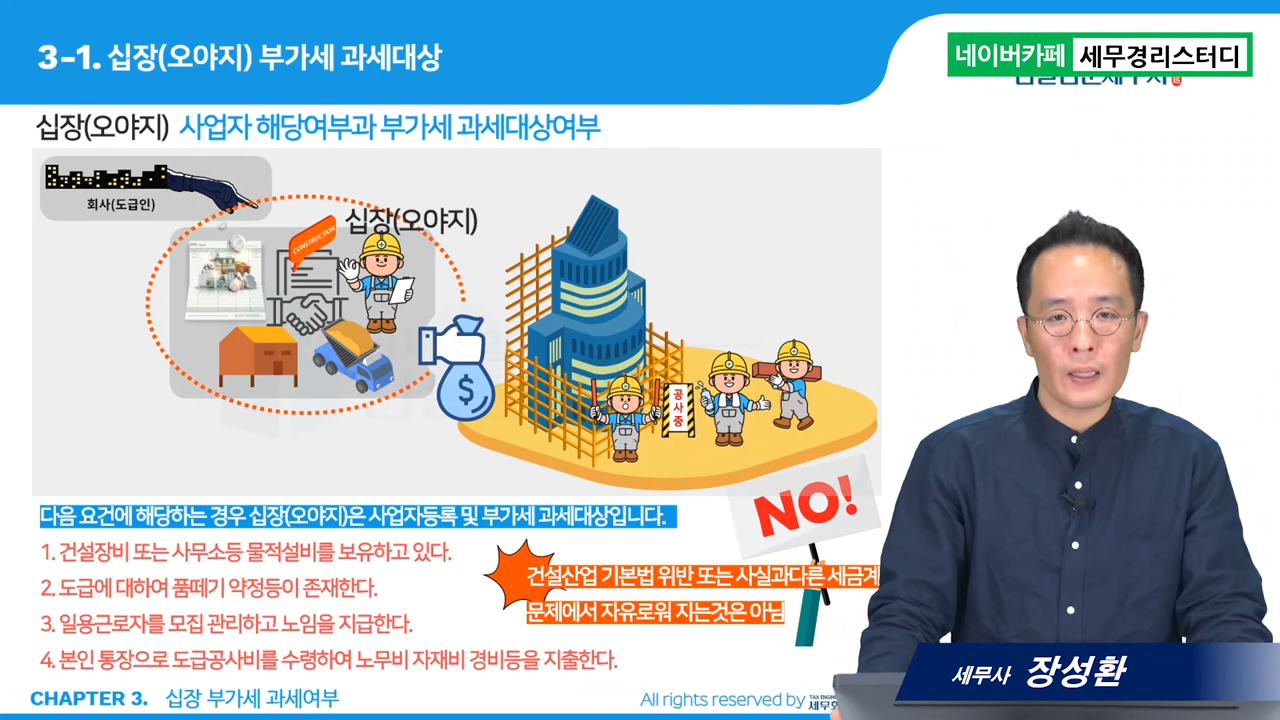 3-1. 십장(오야지) 부가세 과세대상
네이버카페 세무경리스터디
십장(오야지) 사업자 해당여부과 부가세 과세대상여부
회사(도급인)
십장(오야지)
CONSTRUCTION
공사중
NO!
다음 요건에 해당하는 경우 십장(오야지)은 사업자등록 및 부가세 과세대상입니다.
1. 건설장비 또는 사무소등 물적설비를 보유하고 있다.
2. 도급에 대하여 품떼기 약정등이 존재한다.
3. 일용근로자를 모집 관리하고 노임을 지급한다.
4. 본인 통장으로 도급공사비를 수령하여 노무비 자재비 경비등을 지출한다.
건설산업 기본법 위반 또는 사실과다른 세금계
문제에서 자유로워 지는것은 아님
세무사 장성환
CHAPTER 3. 십장 부가세 과세여부
All rights reserved by